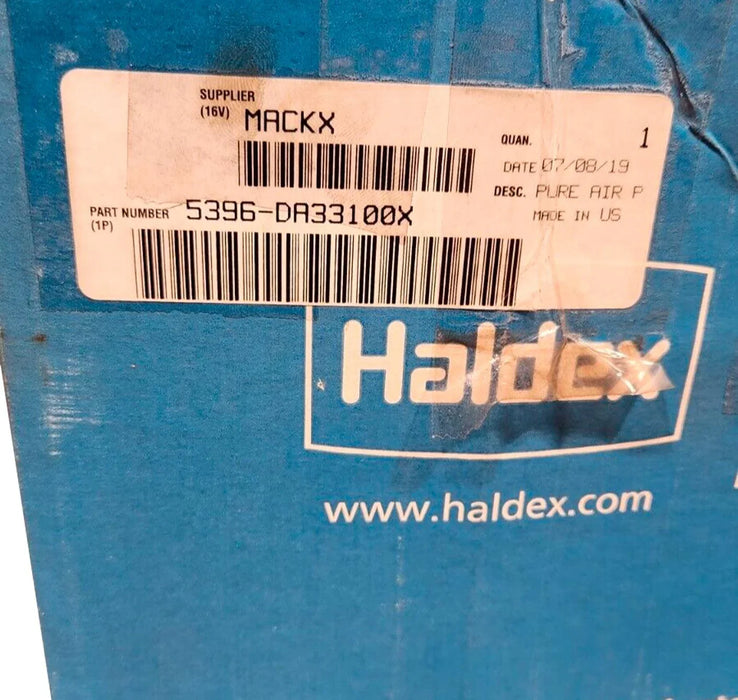 SUPPLIER
(16V) MACKX
QUAN. 1
DATE 07/08/19
DESC. PURE AIR P
MADE IN US
PART NUMBER 5396-DA33100X
(1P)
Haldex
www.haldex.com